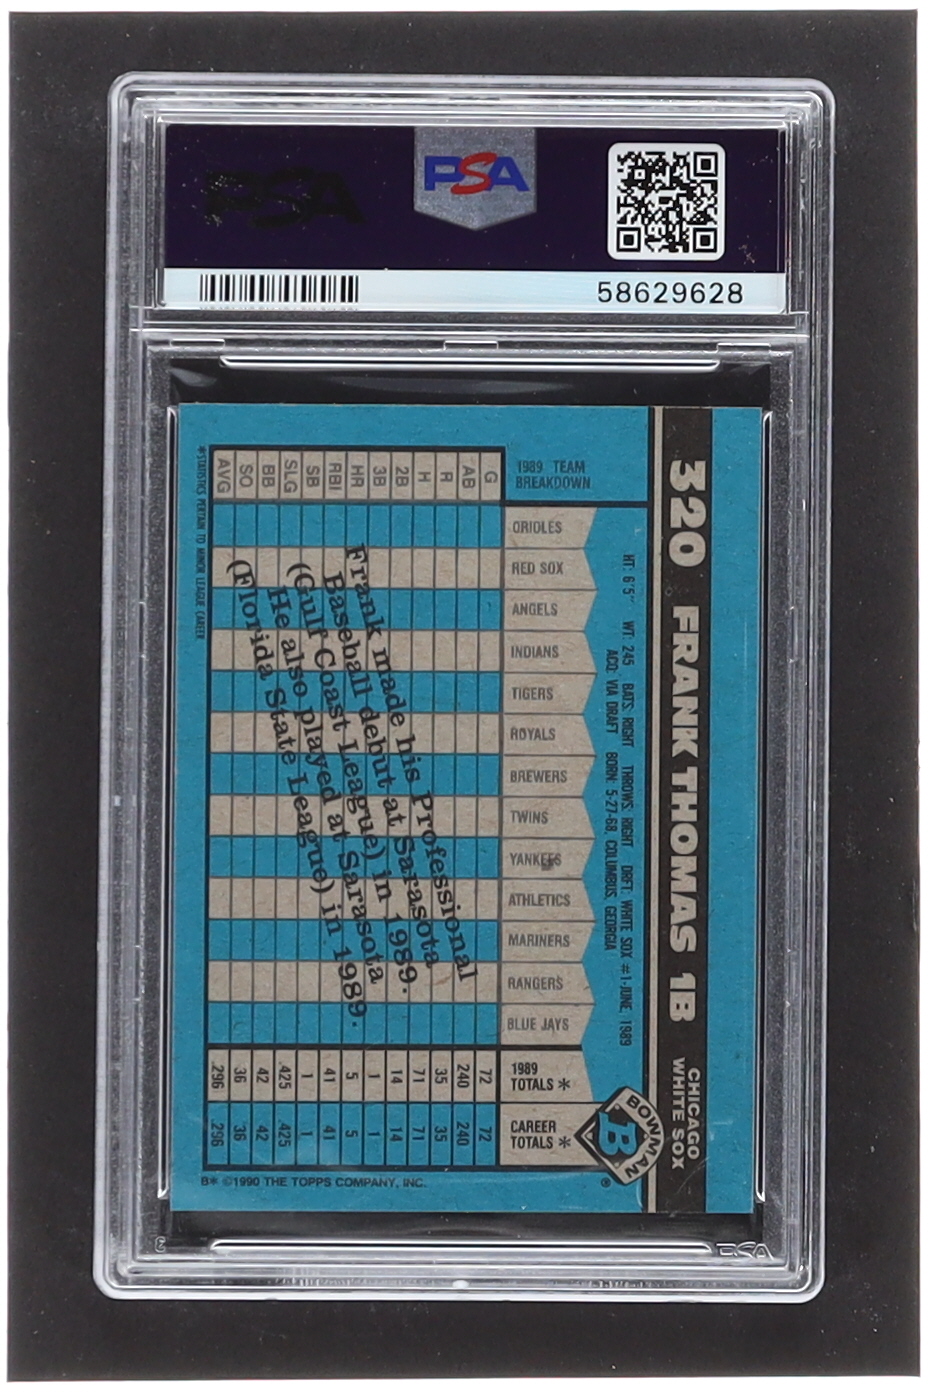 PSA
PSA
58629628
320 FRANK THOMAS 1B
CHICAGO
WHITE SOX
HT: 6'5" WT: 245 BATS: RIGHT THROWS: RIGHT DRFT: WHITE SOX #1-JUNE, 1989
ACQ: VIA DRAFT BORN: 5-27-68, COLUMBUS, GEORGIA
BOWMAN
B
®
1989 TEAM
BREAKDOWN
ORIOLES
RED SOX
ANGELS
INDIANS
TIGERS
ROYALS
BREWERS
TWINS
YANKEES
ATHLETICS
MARINERS
RANGERS
BLUE JAYS
1989
TOTALS *
CAREER
TOTALS *
G 72 72
AB 240 240
R 35 35
H 71 71
2B 14 14
3B 1 1
HR 5 5
RBI 41 41
SB 1 1
SLG .425 .425
BB 42 42
SO 36 36
AVG .296 .296
Frank made his Professional
Baseball debut at Sarasota
(Gulf Coast League) in 1989.
He also played at Sarasota
(Florida State League) in 1989.
*STATISTICS PERTAIN TO MINOR LEAGUE CAREER
B* ©1990 THE TOPPS COMPANY, INC.
PSA